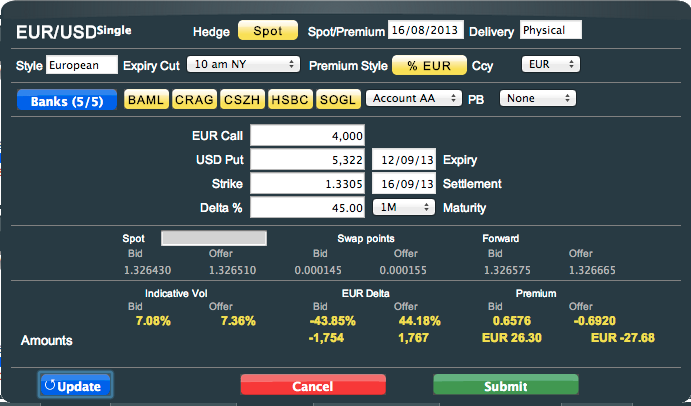 EUR/USD Single Hedge Spot Spot/Premium 16/08/2013 Delivery Physical
Style European Expiry Cut 10 am NY Premium Style % EUR Ccy EUR
Banks (5/5) BAML CRAG CSZH HSBC SOGL Account AA PB None
EUR Call 4,000
USD Put 5,322 12/09/13 Expiry
Strike 1.3305 16/09/13 Settlement
Delta % 45.00 1M Maturity
Spot Swap points Forward
Bid Offer Bid Offer Bid Offer
1.326430 1.326510 0.000145 0.000155 1.326575 1.326665
Indicative Vol EUR Delta Premium
Bid Offer Bid Offer Bid Offer
7.08% 7.36% -43.85% 44.18% 0.6576 -0.6920
Amounts -1,754 1,767 EUR 26.30 EUR -27.68
Update Cancel Submit